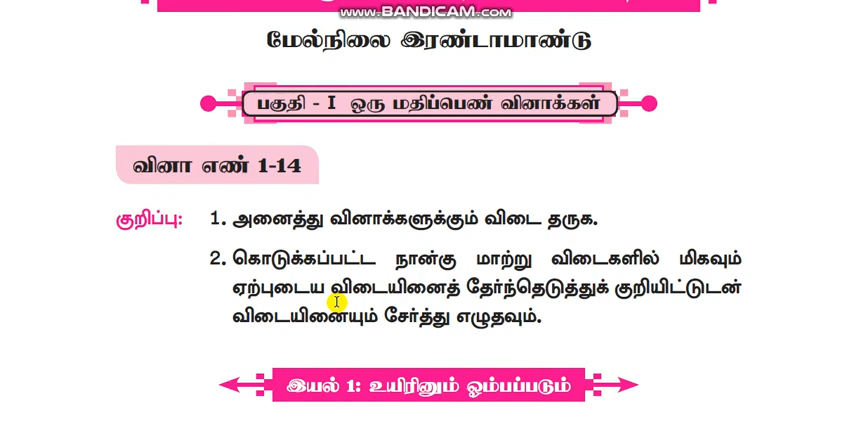 www.BANDICAM.com
மேல்நிலை இரண்டாமாண்டு
பகுதி - I ஒரு மதிப்பெண் வினாக்கள்
வினா எண் 1-14
குறிப்பு: 1. அனைத்து வினாக்களுக்கும் விடை தருக.
2. கொடுக்கப்பட்ட நான்கு மாற்று விடைகளில் மிகவும்
ஏற்புடைய விடையினைத் தேர்ந்தெடுத்துக் குறியிட்டுடன்
விடையினையும் சேர்த்து எழுதவும்.
இயல் 1: உயிரினும் ஓம்பப்படும்